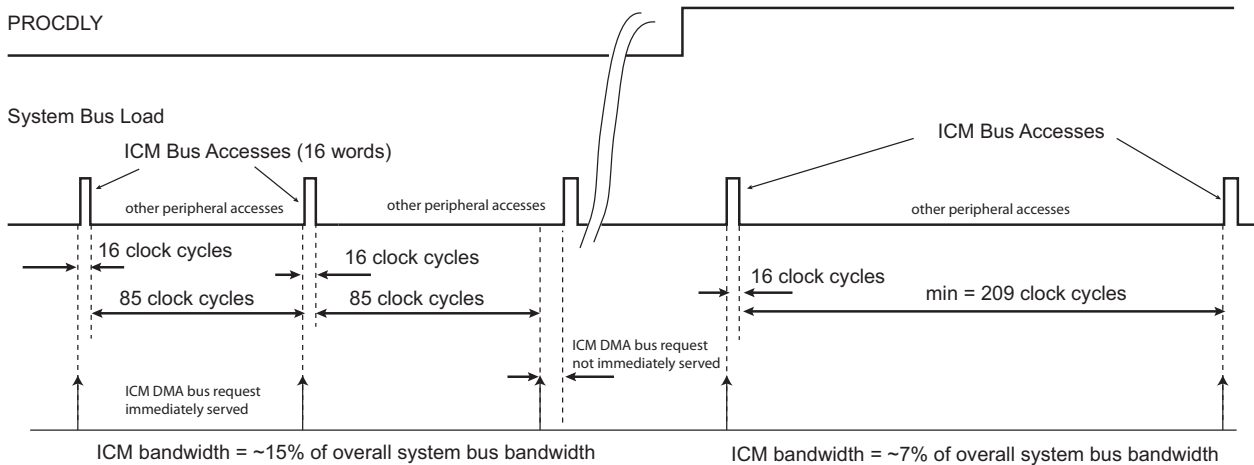 PROCDLY
System Bus Load
ICM Bus Accesses (16 words)
ICM Bus Accesses
other peripheral accesses
other peripheral accesses
other peripheral accesses
16 clock cycles
16 clock cycles
16 clock cycles
85 clock cycles
85 clock cycles
min = 209 clock cycles
ICM DMA bus request
immediately served
ICM DMA bus request
not immediately served
ICM bandwidth = ~15% of overall system bus bandwidth
ICM bandwidth = ~7% of overall system bus bandwidth